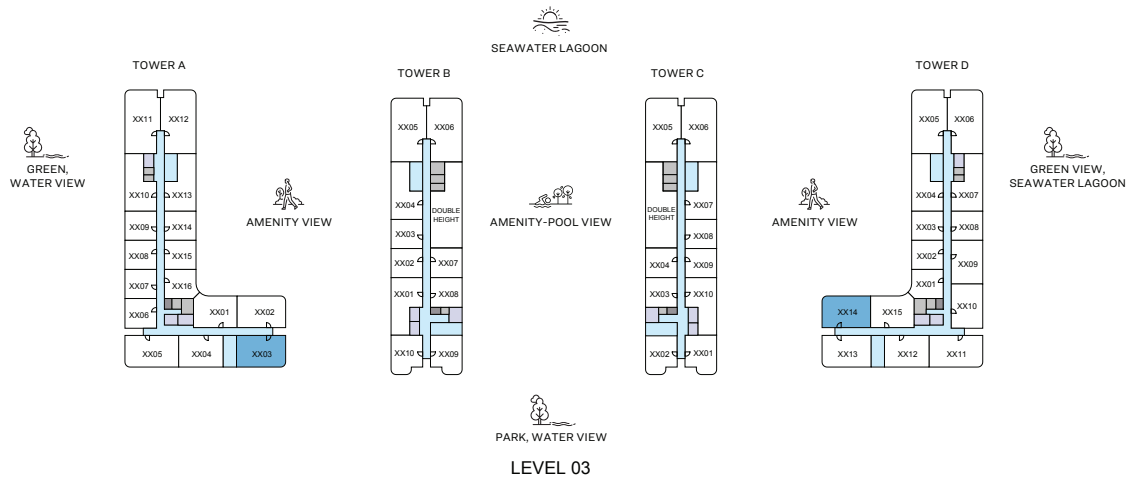 SEAWATER LAGOON
TOWER A
TOWER B
TOWER C
TOWER D
XX11 XX12
XX10 XX13
XX09 XX14
XX08 XX15
XX07 XX16
XX06
XX01 XX02
XX05 XX04 XX03
XX05 XX06
XX04 DOUBLE
HEIGHT
XX03
XX02 XX07
XX01 XX08
XX10 XX09
XX05 XX06
DOUBLE
HEIGHT XX07
XX08
XX04 XX09
XX03 XX10
XX02 XX01
XX05 XX06
XX04 XX07
XX03 XX08
XX02 XX09
XX01
XX10
XX14 XX15
XX13 XX12 XX11
GREEN,
WATER VIEW
AMENITY VIEW
AMENITY-POOL VIEW
AMENITY VIEW
GREEN VIEW,
SEAWATER LAGOON
PARK, WATER VIEW
LEVEL 03